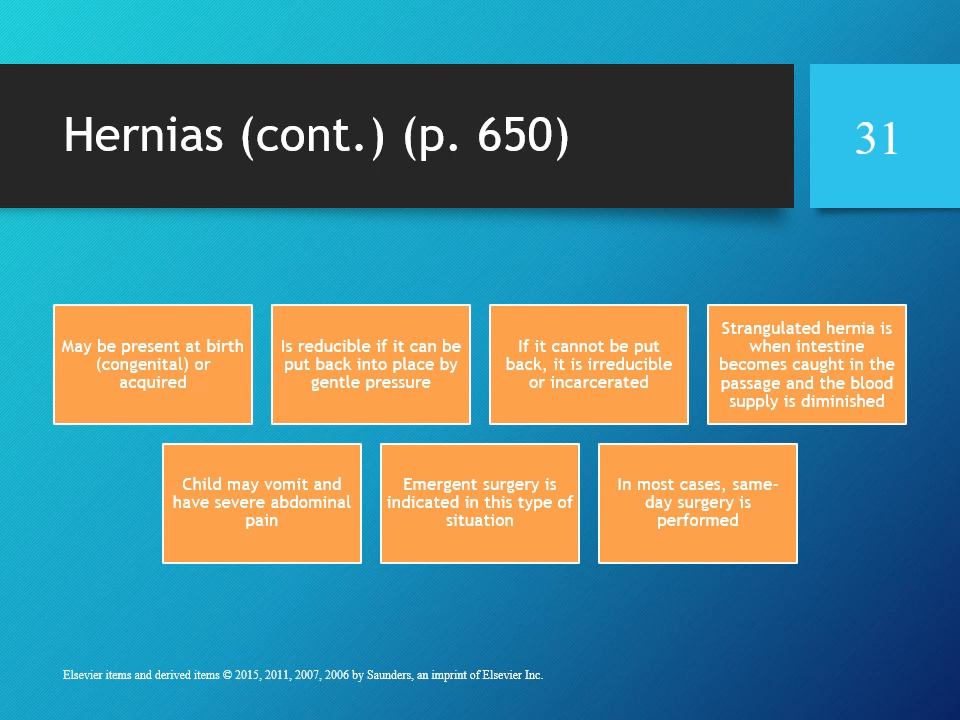 Hernias (cont.) (p. 650)
31
May be present at birth
(congenital) or
acquired
Is reducible if it can be
put back into place by
gentle pressure
If it cannot be put
back, it is irreducible
or incarcerated
Strangulated hernia is
when intestine
becomes caught in the
passage and the blood
supply is diminished
Child may vomit and
have severe abdominal
pain
Emergent surgery is
indicated in this type of
situation
In most cases, same-
day surgery is
performed
Elsevier items and derived items © 2015, 2011, 2007, 2006 by Saunders, an imprint of Elsevier Inc.